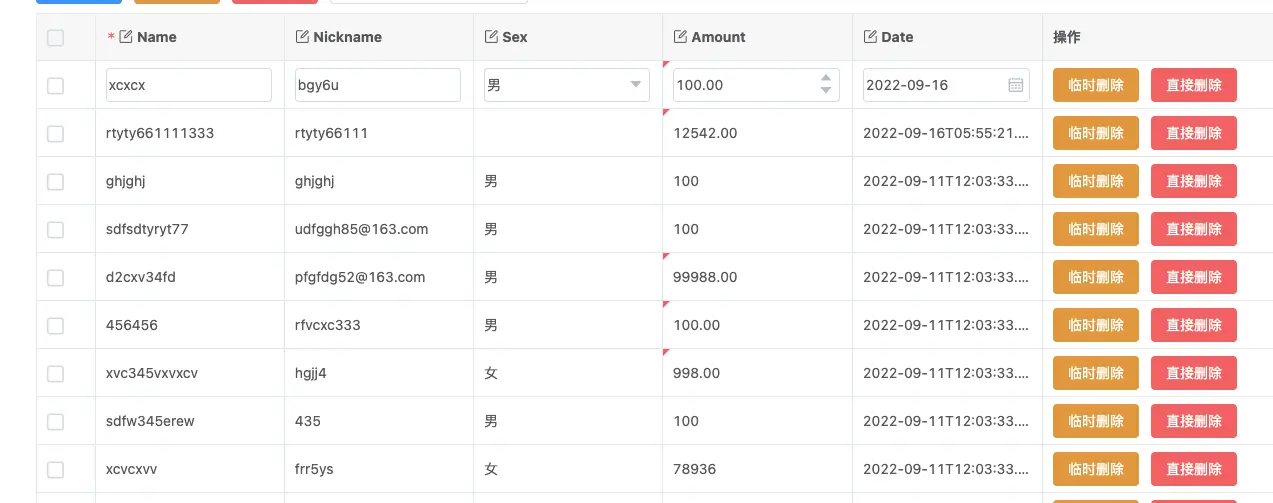 * Name Nickname Sex Amount Date 操作
xcxcx bgy6u 男 100.00 2022-09-16 临时删除 直接删除
rtyty661111333 rtyty66111 12542.00 2022-09-16T05:55:21.... 临时删除 直接删除
ghjghj ghjghj 男 100 2022-09-11T12:03:33.... 临时删除 直接删除
sdfsdtyryt77 udfggh85@163.com 男 100 2022-09-11T12:03:33.... 临时删除 直接删除
d2cxv34fd pfgfdg52@163.com 男 99988.00 2022-09-11T12:03:33.... 临时删除 直接删除
456456 rfvcxc333 男 100.00 2022-09-11T12:03:33.... 临时删除 直接删除
xvc345vxvxcv hgjj4 女 998.00 2022-09-11T12:03:33.... 临时删除 直接删除
sdfw345erew 435 男 100 2022-09-11T12:03:33.... 临时删除 直接删除
xcvcxvv frr5ys 女 78936 2022-09-11T12:03:33.... 临时删除 直接删除